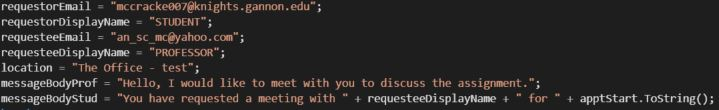 requestorEmail = "mccracke007@knights.gannon.edu";
requestorDisplayName = "STUDENT";
requesteeEmail = "an_sc_mc@yahoo.com";
requesteeDisplayName = "PROFESSOR";
location = "The Office - test";
messageBodyProf = "Hello, I would like to meet with you to discuss the assignment.";
messageBodyStud = "You have requested a meeting with " + requesteeDisplayName + " for " + apptStart.ToString();